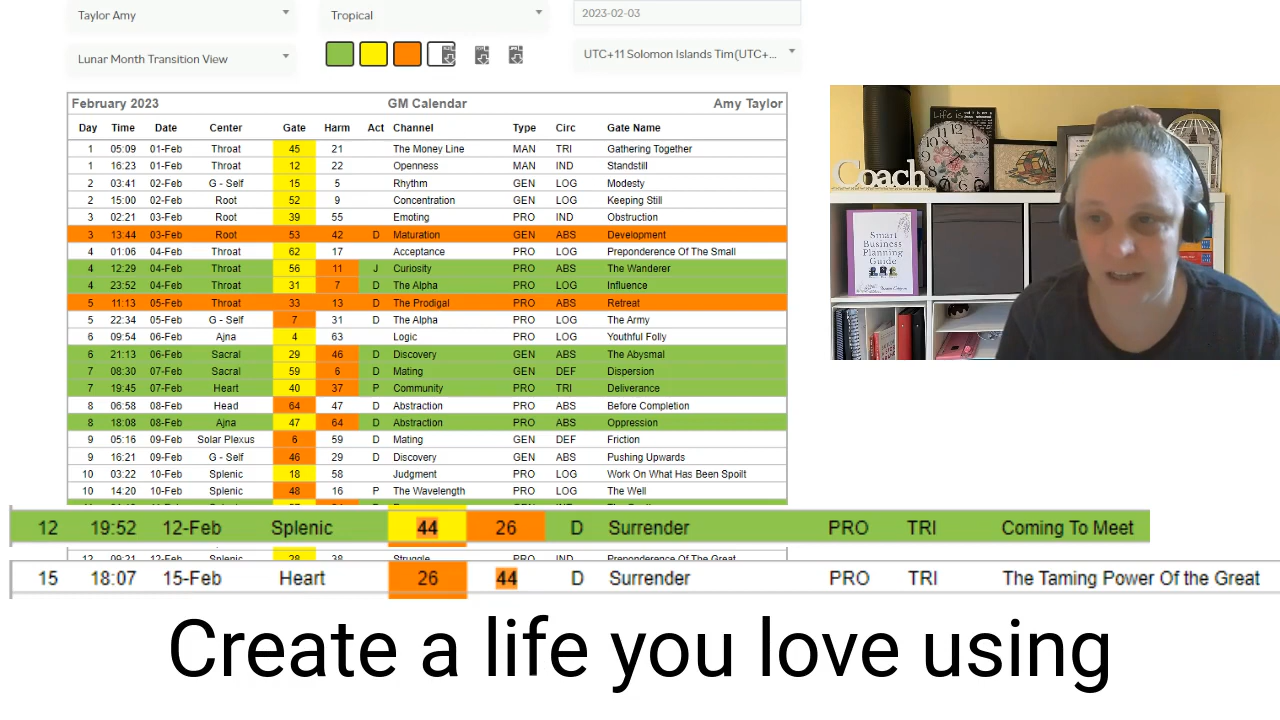 Taylor Amy
Tropical
2023-02-03
Lunar Month Transition View
UTC+11 Solomon Islands Tim(UTC+...
February 2023 GM Calendar Amy Taylor
Day Time Date Center Gate Harm Act Channel Type Circ Gate Name
1 05:09 01-Feb Throat 45 21 The Money Line MAN TRI Gathering Together
1 16:23 01-Feb Throat 12 22 Openness MAN IND Standstill
2 03:41 02-Feb G - Self 15 5 Rhythm GEN LOG Modesty
2 15:00 02-Feb Root 52 9 Concentration GEN LOG Keeping Still
3 02:21 03-Feb Root 39 55 Emoting PRO IND Obstruction
3 13:44 03-Feb Root 53 42 D Maturation GEN ABS Development
4 01:06 04-Feb Throat 62 17 Acceptance PRO LOG Preponderence Of The Small
4 12:29 04-Feb Throat 56 11 J Curiosity PRO ABS The Wanderer
4 23:52 04-Feb Throat 31 7 D The Alpha PRO LOG Influence
5 11:13 05-Feb Throat 33 13 D The Prodigal PRO ABS Retreat
5 22:34 05-Feb G - Self 7 31 D The Alpha PRO LOG The Army
6 09:54 06-Feb Ajna 4 63 Logic PRO LOG Youthful Folly
6 21:13 06-Feb Sacral 29 46 D Discovery GEN ABS The Abysmal
7 08:30 07-Feb Sacral 59 6 D Mating GEN DEF Dispersion
7 19:45 07-Feb Heart 40 37 P Community PRO TRI Deliverance
8 06:58 08-Feb Head 64 47 D Abstraction PRO ABS Before Completion
8 18:08 08-Feb Ajna 47 64 D Abstraction PRO ABS Oppression
9 05:16 09-Feb Solar Plexus 6 59 D Mating GEN DEF Friction
9 16:21 09-Feb G - Self 46 29 D Discovery GEN ABS Pushing Upwards
10 03:22 10-Feb Splenic 18 58 Judgment PRO LOG Work On What Has Been Spoilt
10 14:20 10-Feb Splenic 48 16 P The Wavelength PRO LOG The Well
12 19:52 12-Feb Splenic 44 26 D Surrender PRO TRI Coming To Meet
12 09:21 12-Feb Splenic 28 38 Struggle PRO IND Preponderence Of The Great
15 18:07 15-Feb Heart 26 44 D Surrender PRO TRI The Taming Power Of the Great
Create a life you love using
Life is
Coach
Smart
Business
Planning
Guide